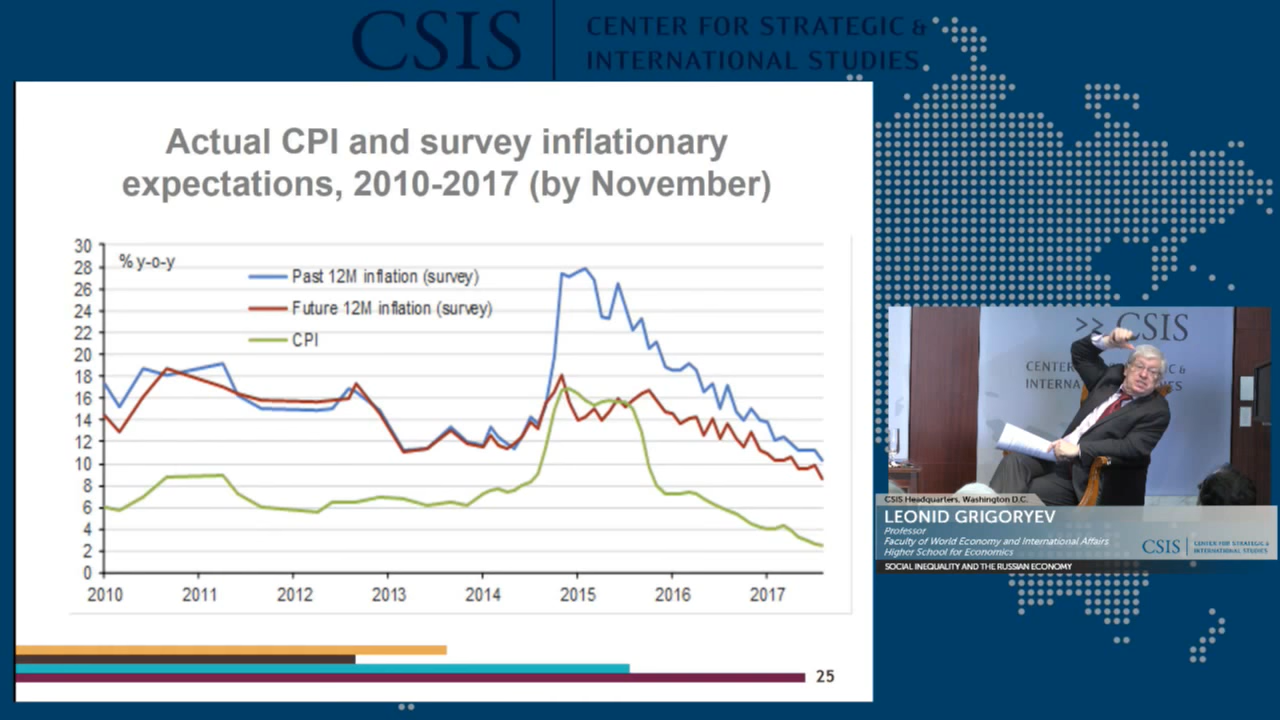 CSIS
CENTER FOR STRATEGIC &
INTERNATIONAL STUDIES
Actual CPI and survey inflationary
expectations, 2010-2017 (by November)
30
28
26
24
22
20
18
16
14
12
10
8
6
4
2
0
% y-o-y
Past 12M inflation (survey)
Future 12M inflation (survey)
CPI
2010 2011 2012 2013 2014 2015 2016 2017
25
>> CSIS
CENTER
& 
INTERNA
ES
CSIS Headquarters, Washington D.C.
LEONID GRIGORYEV
Professor
Faculty of World Economy and International Affairs
Higher School for Economics
CSIS
CENTER FOR STRATEGIC &
INTERNATIONAL STUDIES
SOCIAL INEQUALITY AND THE RUSSIAN ECONOMY